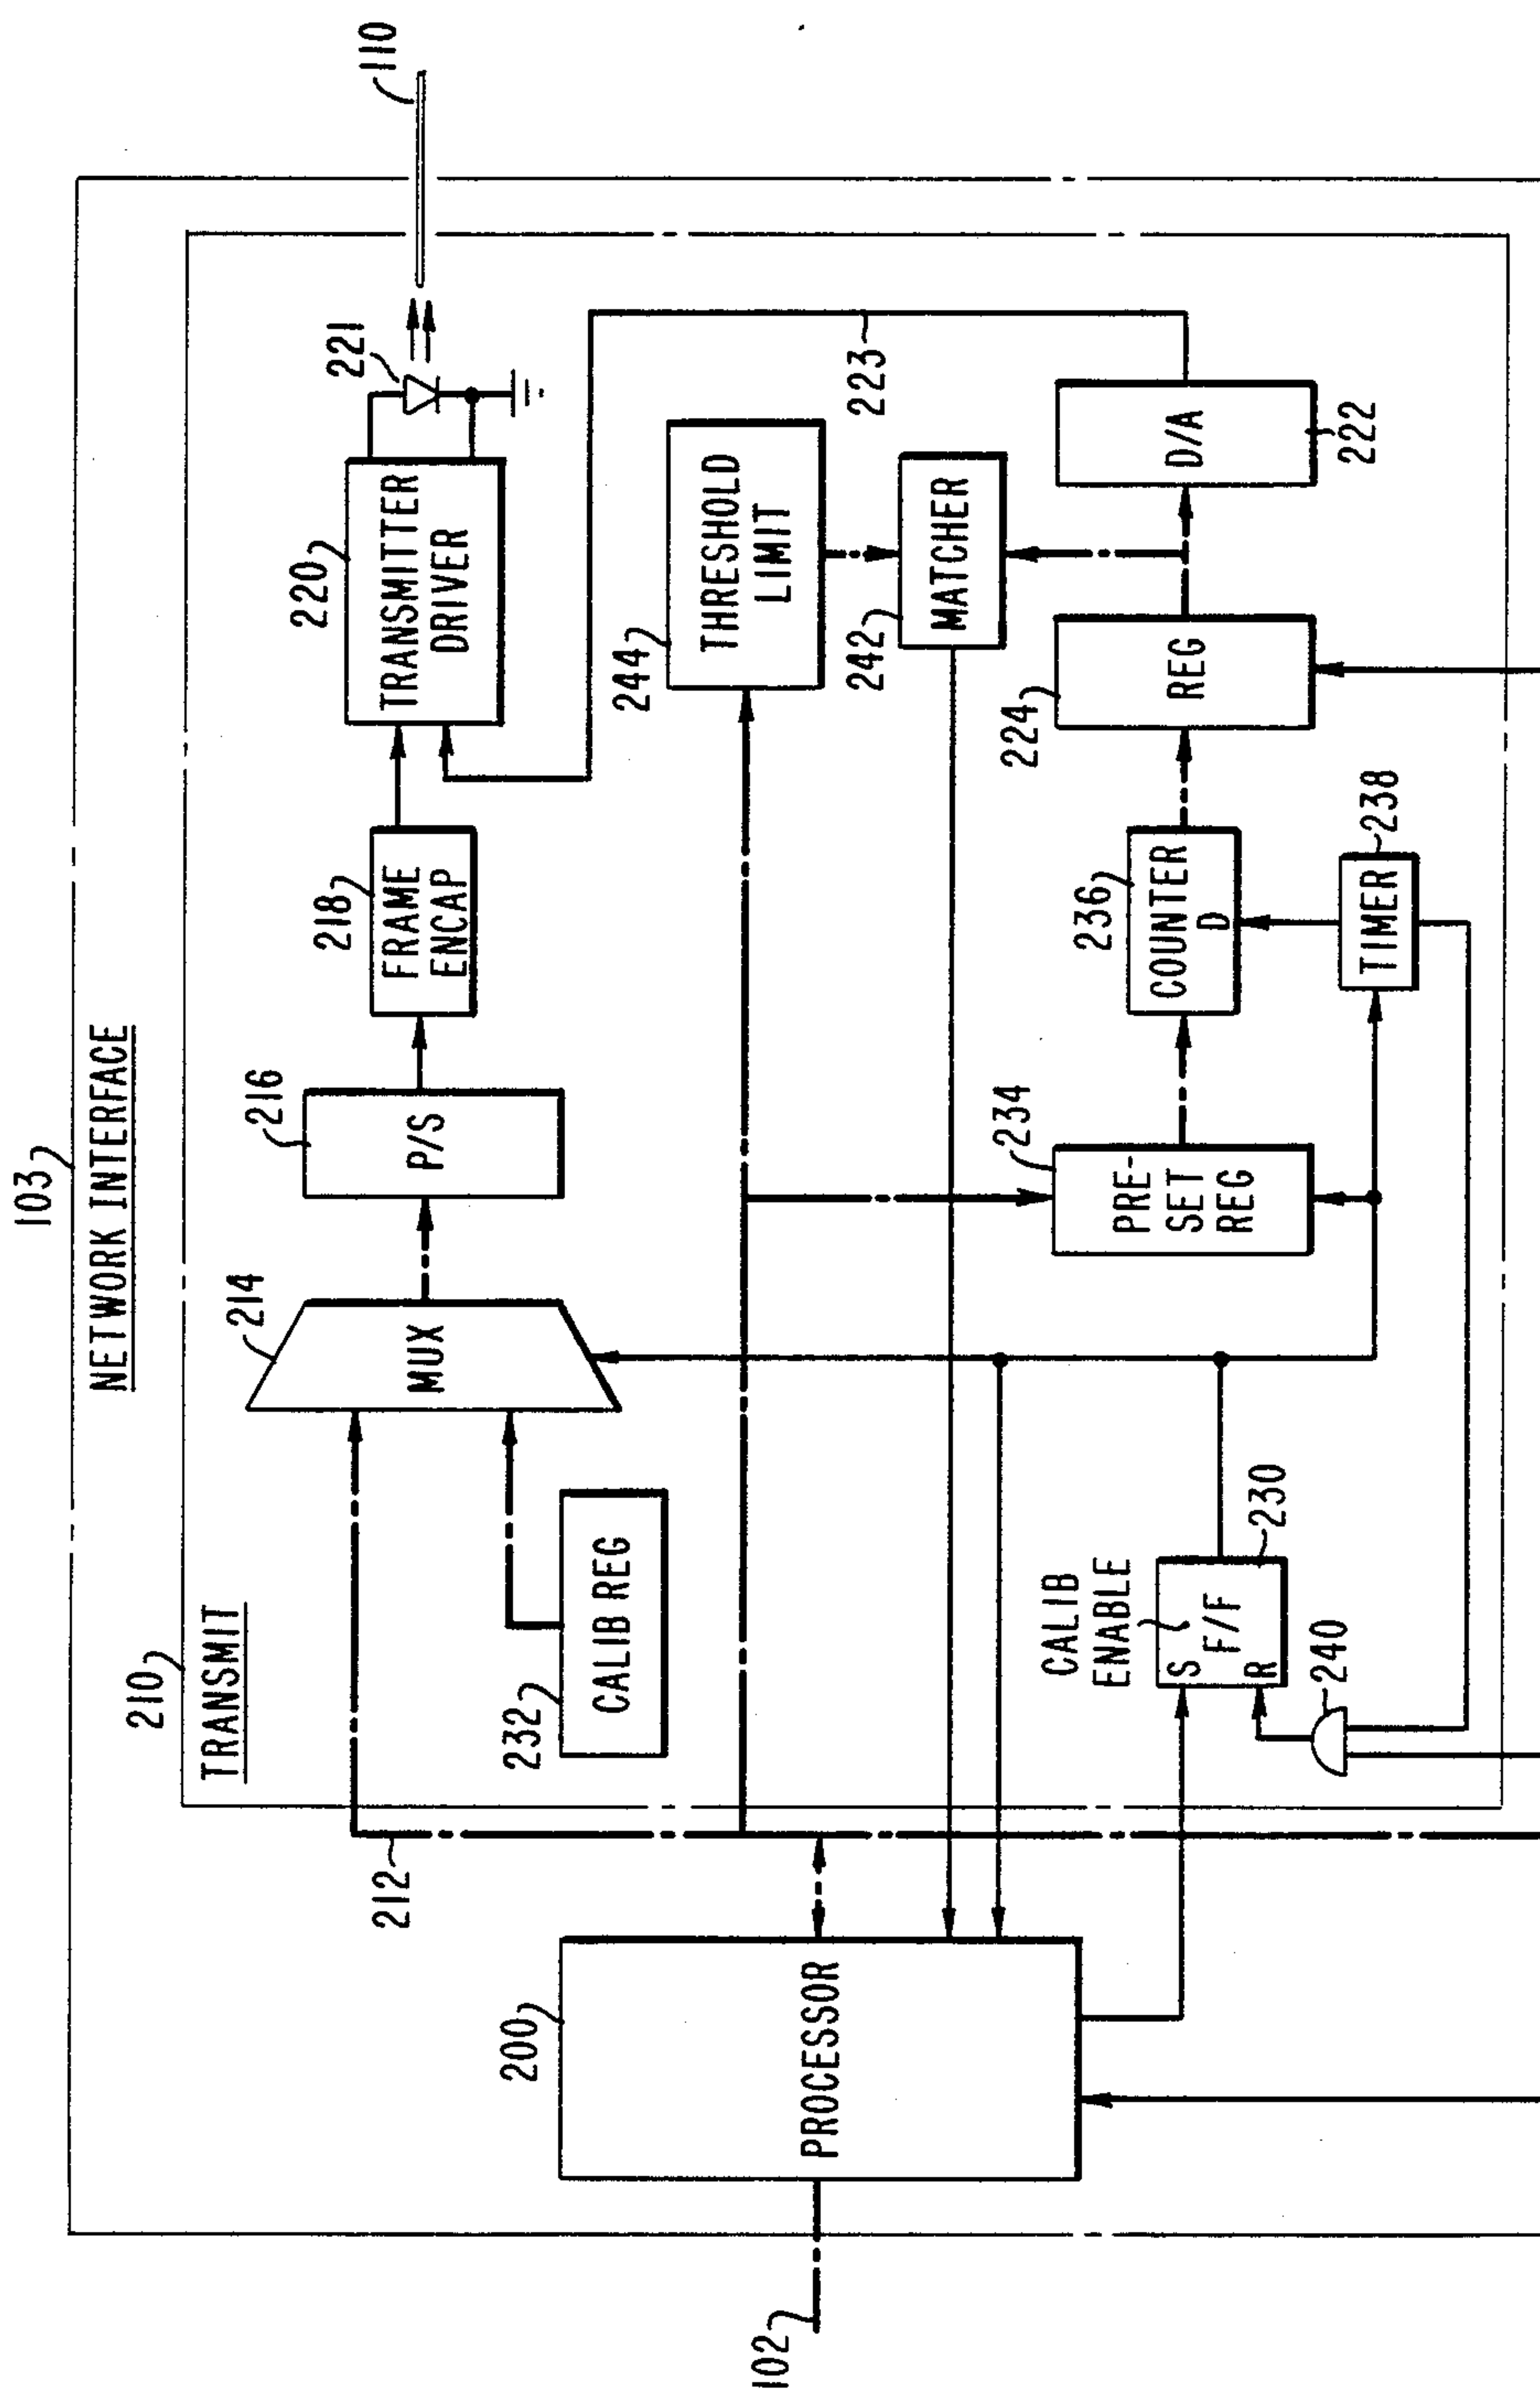 103
NETWORK INTERFACE
210
TRANSMIT
110
221
220
TRANSMITTER
DRIVER
218
FRAME
ENCAP
216
P/S
214
MUX
212
232
CALIB REG
244
THRESHOLD
LIMIT
223
242
MATCHER
200
PROCESSOR
102
234
PRE-
SET
REG
236
COUNTER
D
224
REG
D/A
222
238
TIMER
CALIB
ENABLE
S
F/F
R
230
240